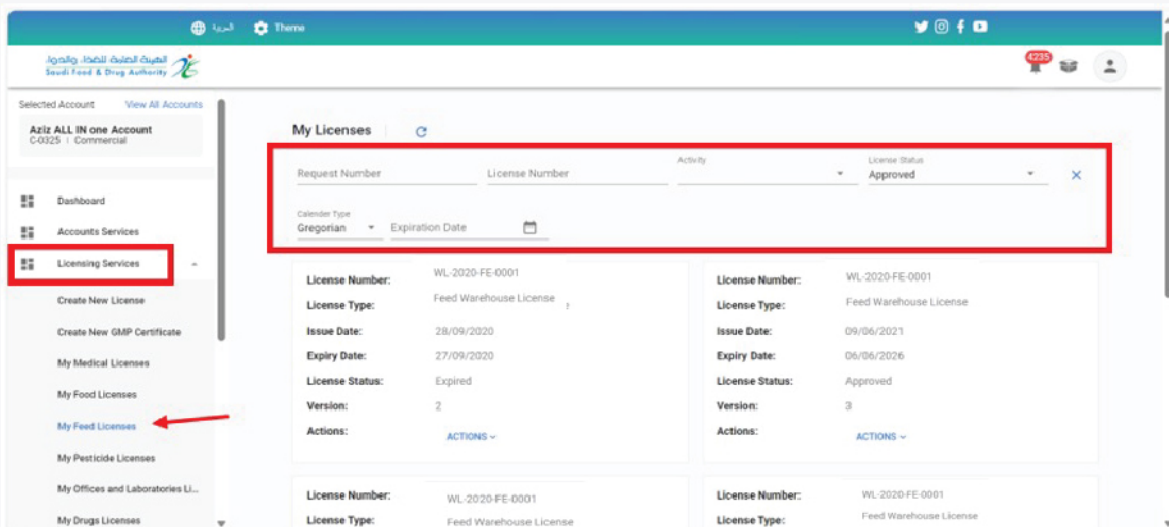 Theme
Saudi Food & Drug Authority
4235
Selected Account View All Accounts
Aziz ALL IN one Account
C-0325 | Commercial
Dashboard
Accounts Services
Licensing Services
Create New License
Create New GMP Certificate
My Medical Licenses
My Food Licenses
My Feed Licenses
My Pesticide Licenses
My Offices and Laboratories Li...
My Drugs Licenses
My Licenses
Request Number License Number Activity License Status
Approved
Calender Type
Gregorian Expiration Date
License Number: WL-2020-FE-0001
License Type: Feed Warehouse License
Issue Date: 28/09/2020
Expiry Date: 27/09/2020
License Status: Expired
Version: 2
Actions: ACTIONS
License Number: WL-2020-FE-0001
License Type: Feed Warehouse License
Issue Date: 09/06/2021
Expiry Date: 06/06/2026
License Status: Approved
Version: 3
Actions: ACTIONS
License Number: WL-2020-FE-0001
License Type: Feed Warehouse License
License Number: WL-2020-FE-0001
License Type: Feed Warehouse License